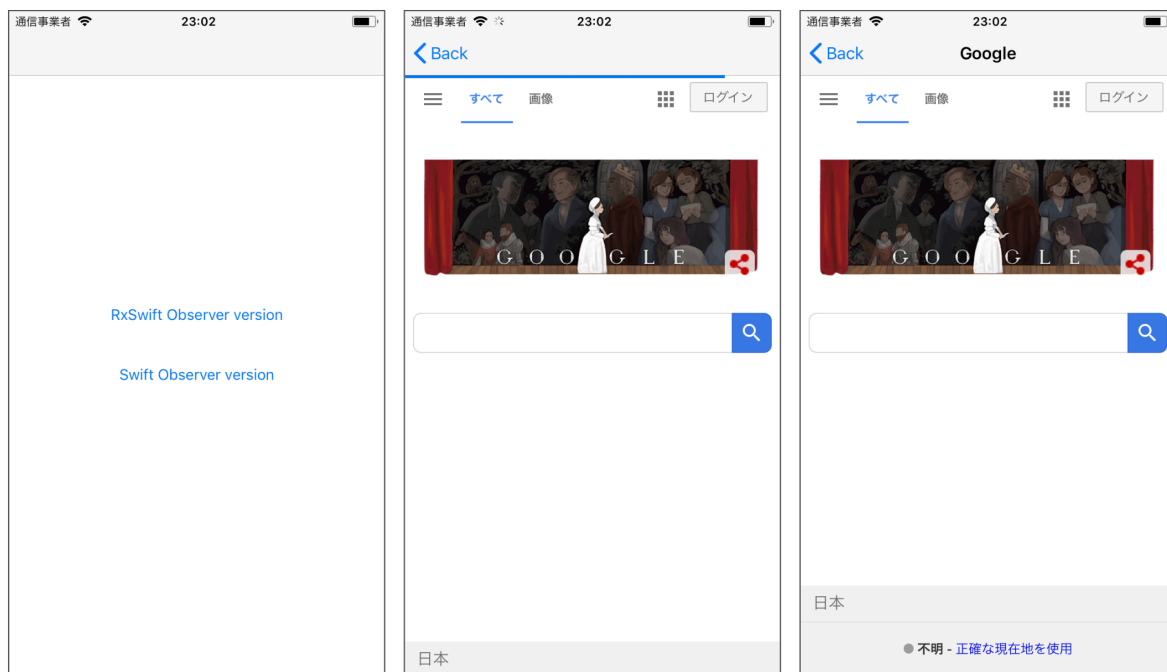 通信事業者 23:02
RxSwift Observer version
Swift Observer version
通信事業者 23:02
Back
すべて 画像 ログイン
GOOGLE
日本
通信事業者 23:02
Back Google
すべて 画像 ログイン
GOOGLE
日本
不明 - 正確な現在地を使用